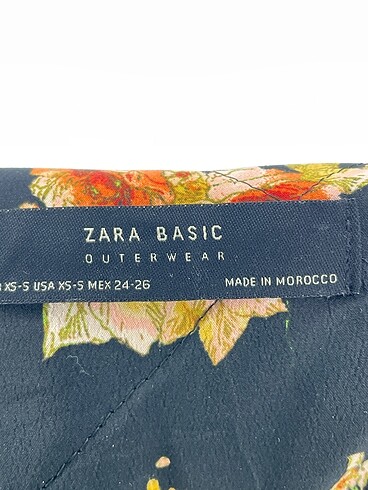 ZARA BASIC
OUTERWEAR
XS-S USA XS-S MEX 24-26 MADE IN MOROCCO